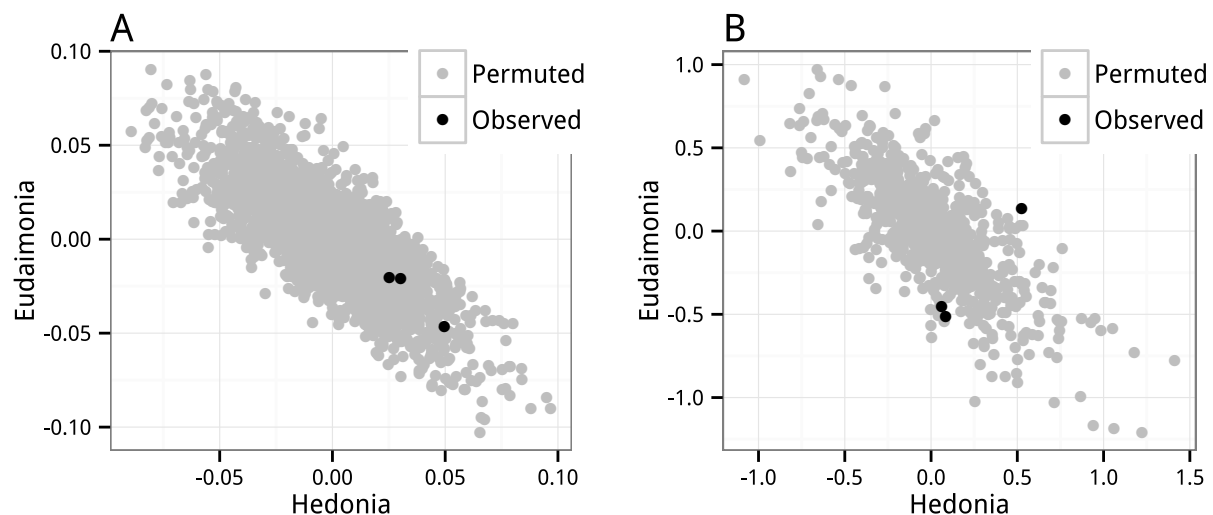 A
0.10
0.05
0.00
-0.05
-0.10
Eudaimonia
-0.05 0.00 0.05 0.10
Hedonia
Permuted
Observed
B
1.0
0.5
0.0
-0.5
-1.0
Eudaimonia
-1.0 -0.5 0.0 0.5 1.0 1.5
Hedonia
Permuted
Observed